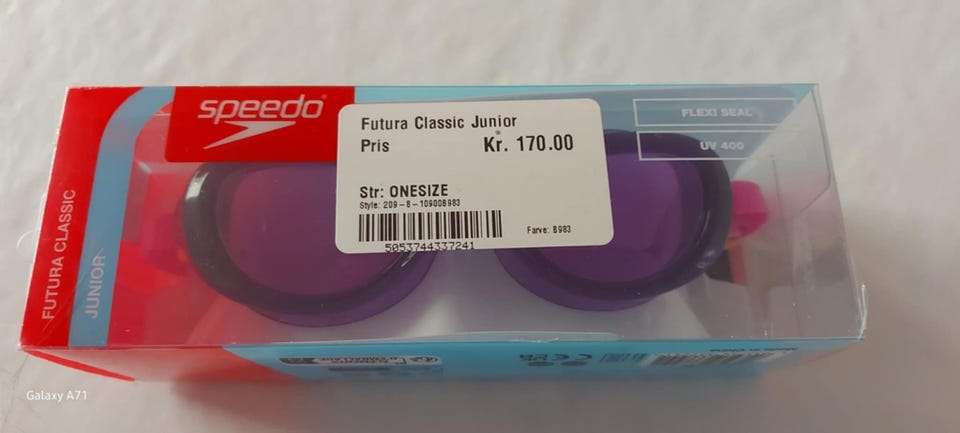 speedo
Futura Classic Junior
Pris Kr. 170.00
Str: ONESIZE
Style: 209-8-109008983
5053744337241
Farve: B983
FLEXI SEAL
UV 400
FUTURA CLASSIC
JUNIOR
Galaxy A71